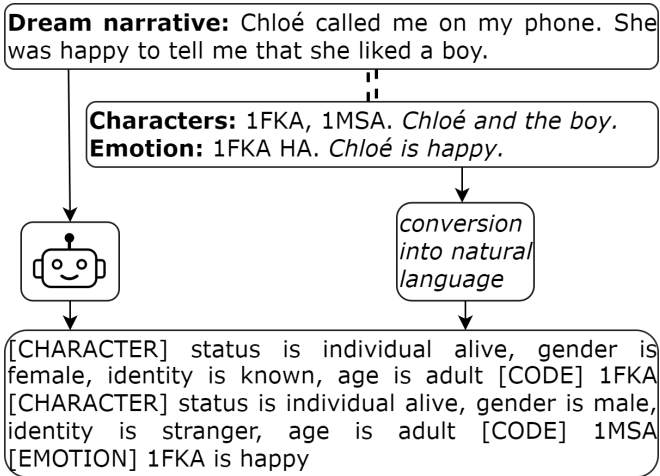 Dream narrative: Chloé called me on my phone. She
was happy to tell me that she liked a boy.
Characters: 1FKA, 1MSA. Chloé and the boy.
Emotion: 1FKA HA. Chloé is happy.
conversion
into natural
language
[CHARACTER] status is individual alive, gender is
female, identity is known, age is adult [CODE] 1FKA
[CHARACTER] status is individual alive, gender is male,
identity is stranger, age is adult [CODE] 1MSA
[EMOTION] 1FKA is happy